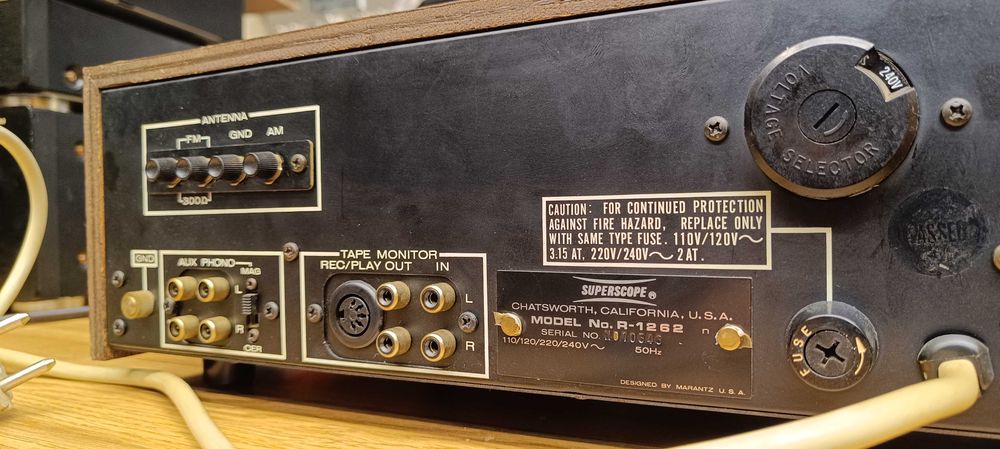 ANTENNA
FM GND AM
300Ω
GND
AUX PHONO
MAG
L
R
CER
TAPE MONITOR
REC/PLAY OUT IN
L
R
VOLTAGE SELECTOR
240V
CAUTION: FOR CONTINUED PROTECTION
AGAINST FIRE HAZARD, REPLACE ONLY
WITH SAME TYPE FUSE. 110V/120V~
3.15 AT, 220V/240V~ 2 AT.
PASSED
SUPERSCOPE®
CHATSWORTH, CALIFORNIA, U.S.A.
MODEL No. R-1262
SERIAL NO.
110/120/220/240V~ 50Hz
DESIGNED BY MARANTZ U.S.A.
FUSE